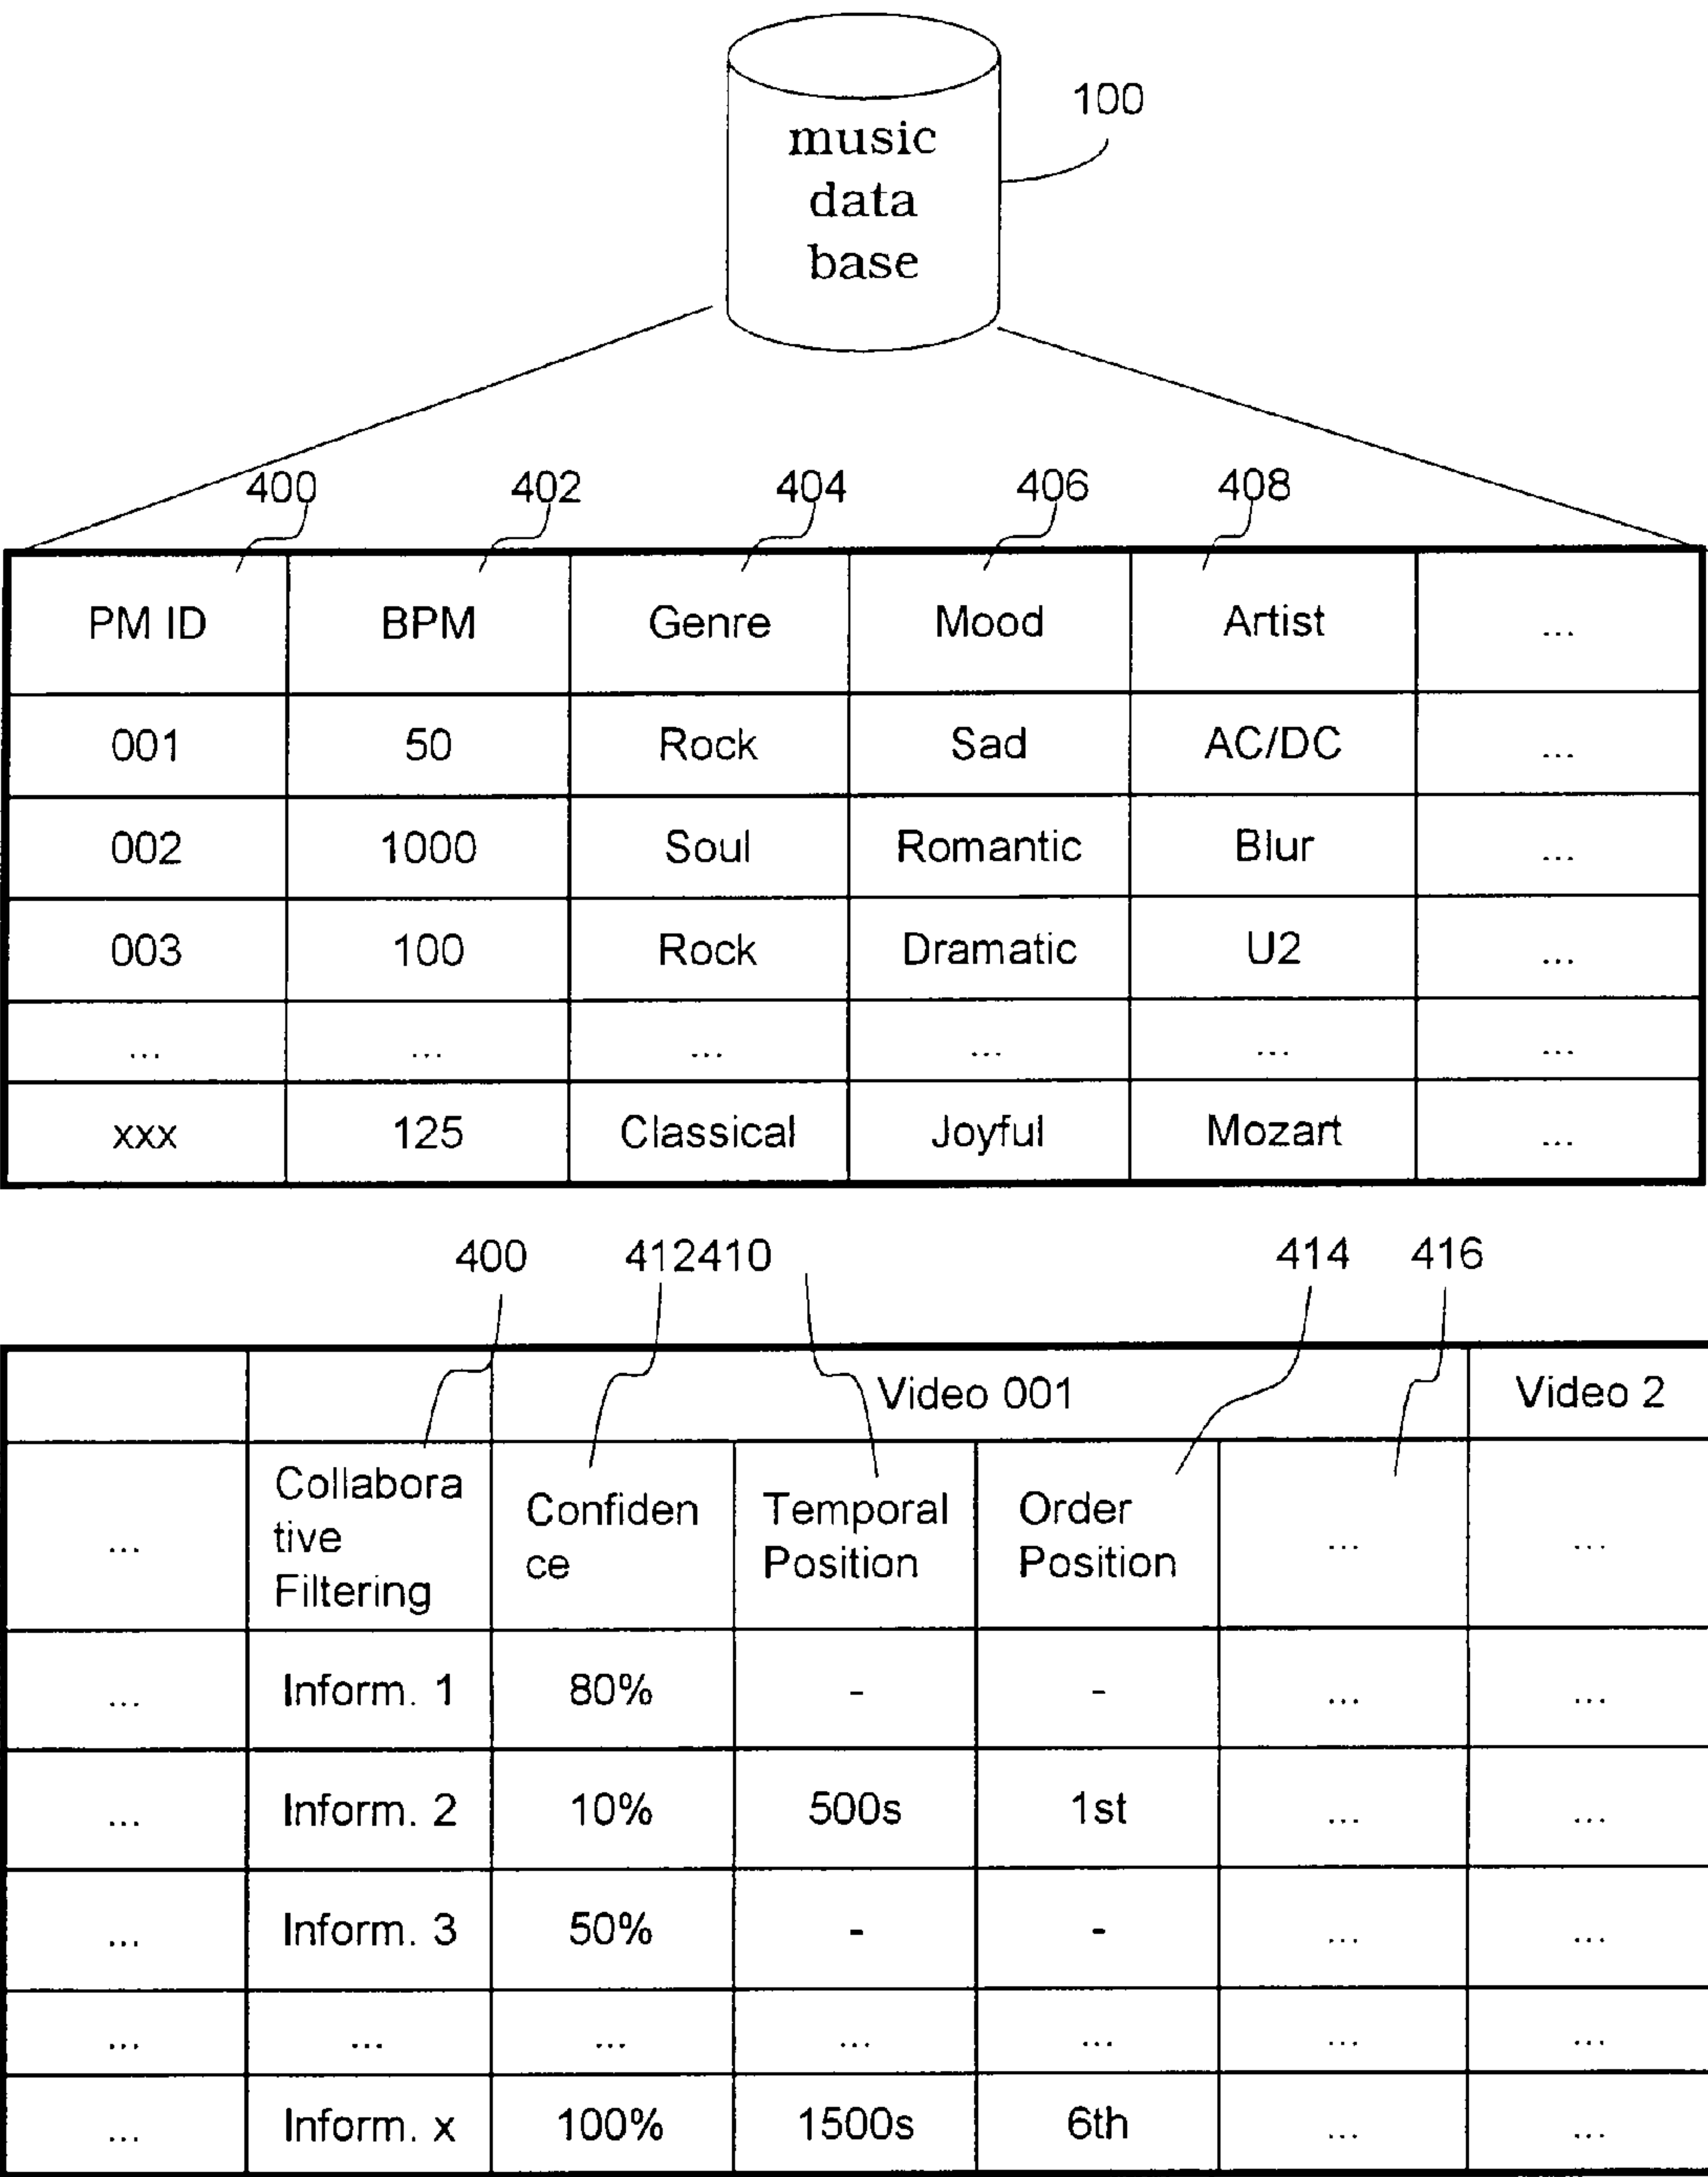 music
data
base
100
400 402 404 406 408
PM ID BPM Genre Mood Artist ...
001 50 Rock Sad AC/DC ...
002 1000 Soul Romantic Blur ...
003 100 Rock Dramatic U2 ...
... ... ... ... ... ...
xxx 125 Classical Joyful Mozart ...
400 412410 414 416
Video 001 Video 2
... Collabora
tive
Filtering
Confiden
ce
Temporal
Position
Order
Position
... ...
... Inform. 1 80% - - ... ...
... Inform. 2 10% 500s 1st ... ...
... Inform. 3 50% - - ... ...
... ... ... ... ... ... ...
... Inform. x 100% 1500s 6th ... ...